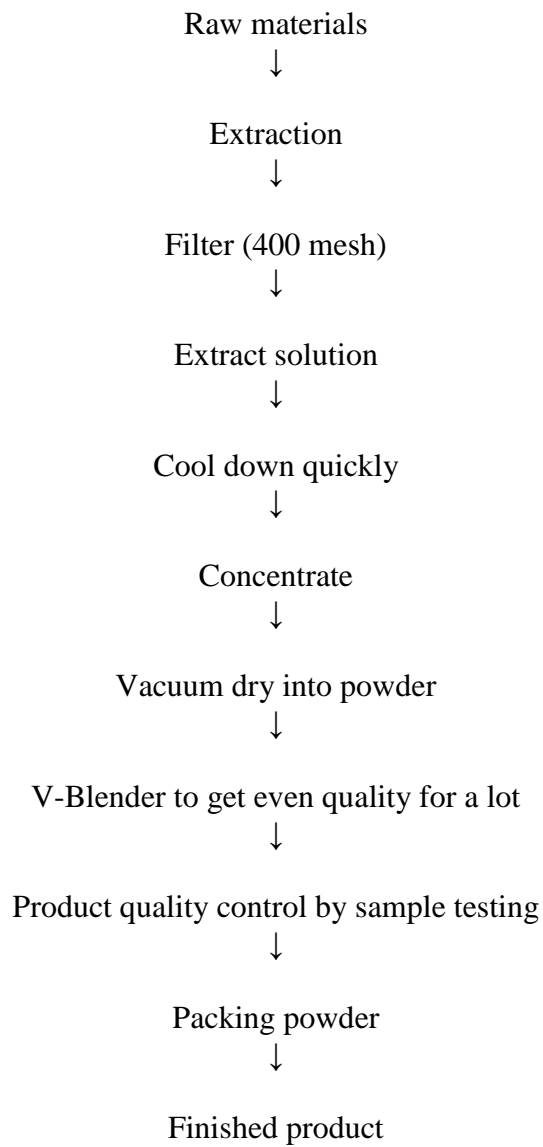 Raw materials
↓
Extraction
↓
Filter (400 mesh)
↓
Extract solution
↓
Cool down quickly
↓
Concentrate
↓
Vacuum dry into powder
↓
V-Blender to get even quality for a lot
↓
Product quality control by sample testing
↓
Packing powder
↓
Finished product